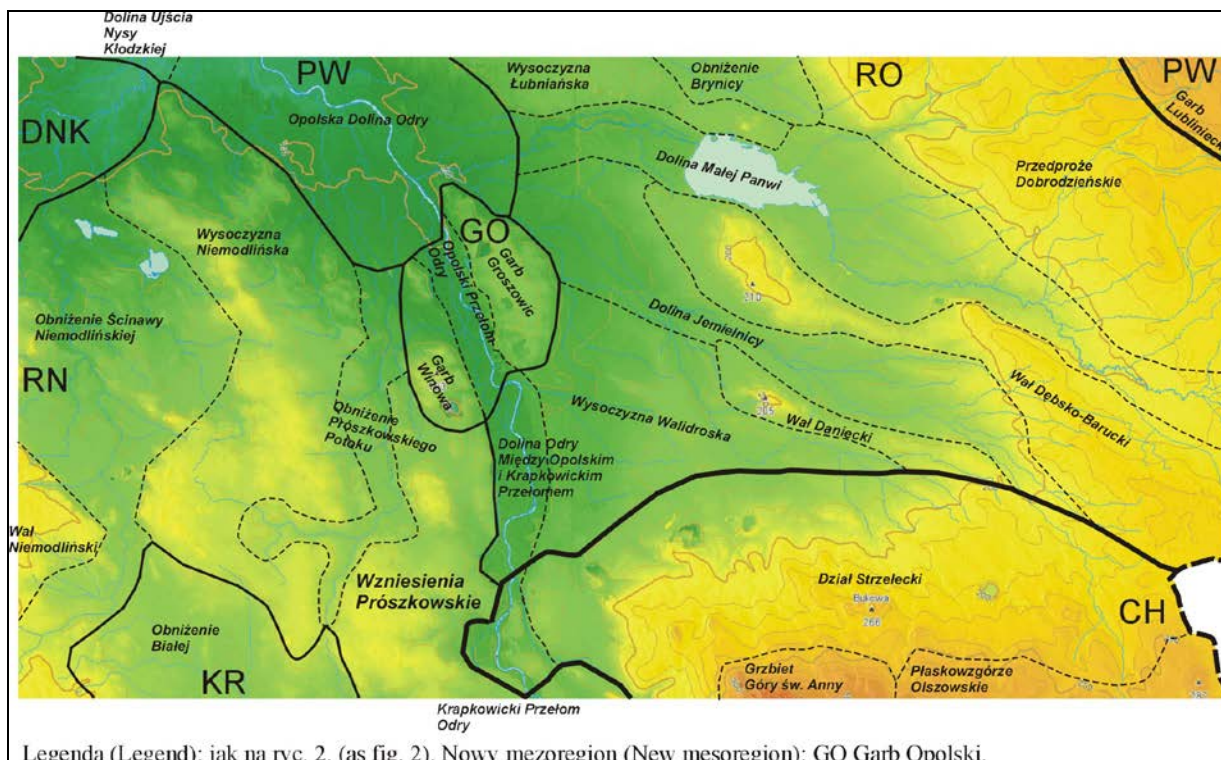 Dolina Ujścia
Nysy
Kłodzkiej
PW
Wysoczyzna
Łubniańska
Obniżenie
Brynicy
RO
PW
Garb
Lubliniecki
DNK
Opolska Dolina Odry
Dolina Małej Panwi
Przedproże
Dobrodzieńskie
Wysoczyzna
Niemodlińska
GO
Garb
Groszowic
Opolski Przełom
Odry
200
210
Obniżenie Ścinawy
Niemodlińskiej
Dolina Jemielnicy
RN
Garb
Winowa
Obniżenie
Prószkowskiego
Potoku
Wysoczyzna Walidroska
205
Wał Daniecki
Wał Dębsko-Barucki
Dolina Odry
Między Opolskim
i Krapkowickim
Przełomem
Wał
Niemodliński
Wzniesienia
Prószkowskie
Dział Strzelecki
Bukowa
266
CH
Obniżenie
Białej
KR
Grzbiet
Góry św. Anny
Płaskowzgórze
Olszowskie
Krapkowicki Przełom
Odry
Legenda (Legend): jak na ryc. 2. (as fig. 2). Nowy mezoregion (New mesoregion): GO Garb Opolski.